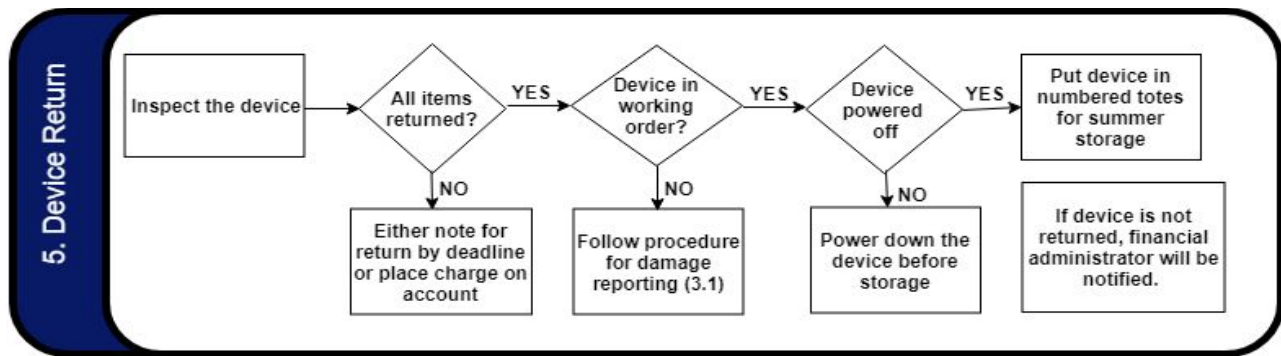 5. Device Return
Inspect the device
All items
returned?
YES
NO
Either note for
return by deadline
or place charge on
account
Device in
working
order?
YES
NO
Follow procedure
for damage
reporting (3.1)
Device
powered
off
YES
NO
Power down the
device before
storage
Put device in
numbered totes
for summer
storage
If device is not
returned, financial
administrator will be
notified.